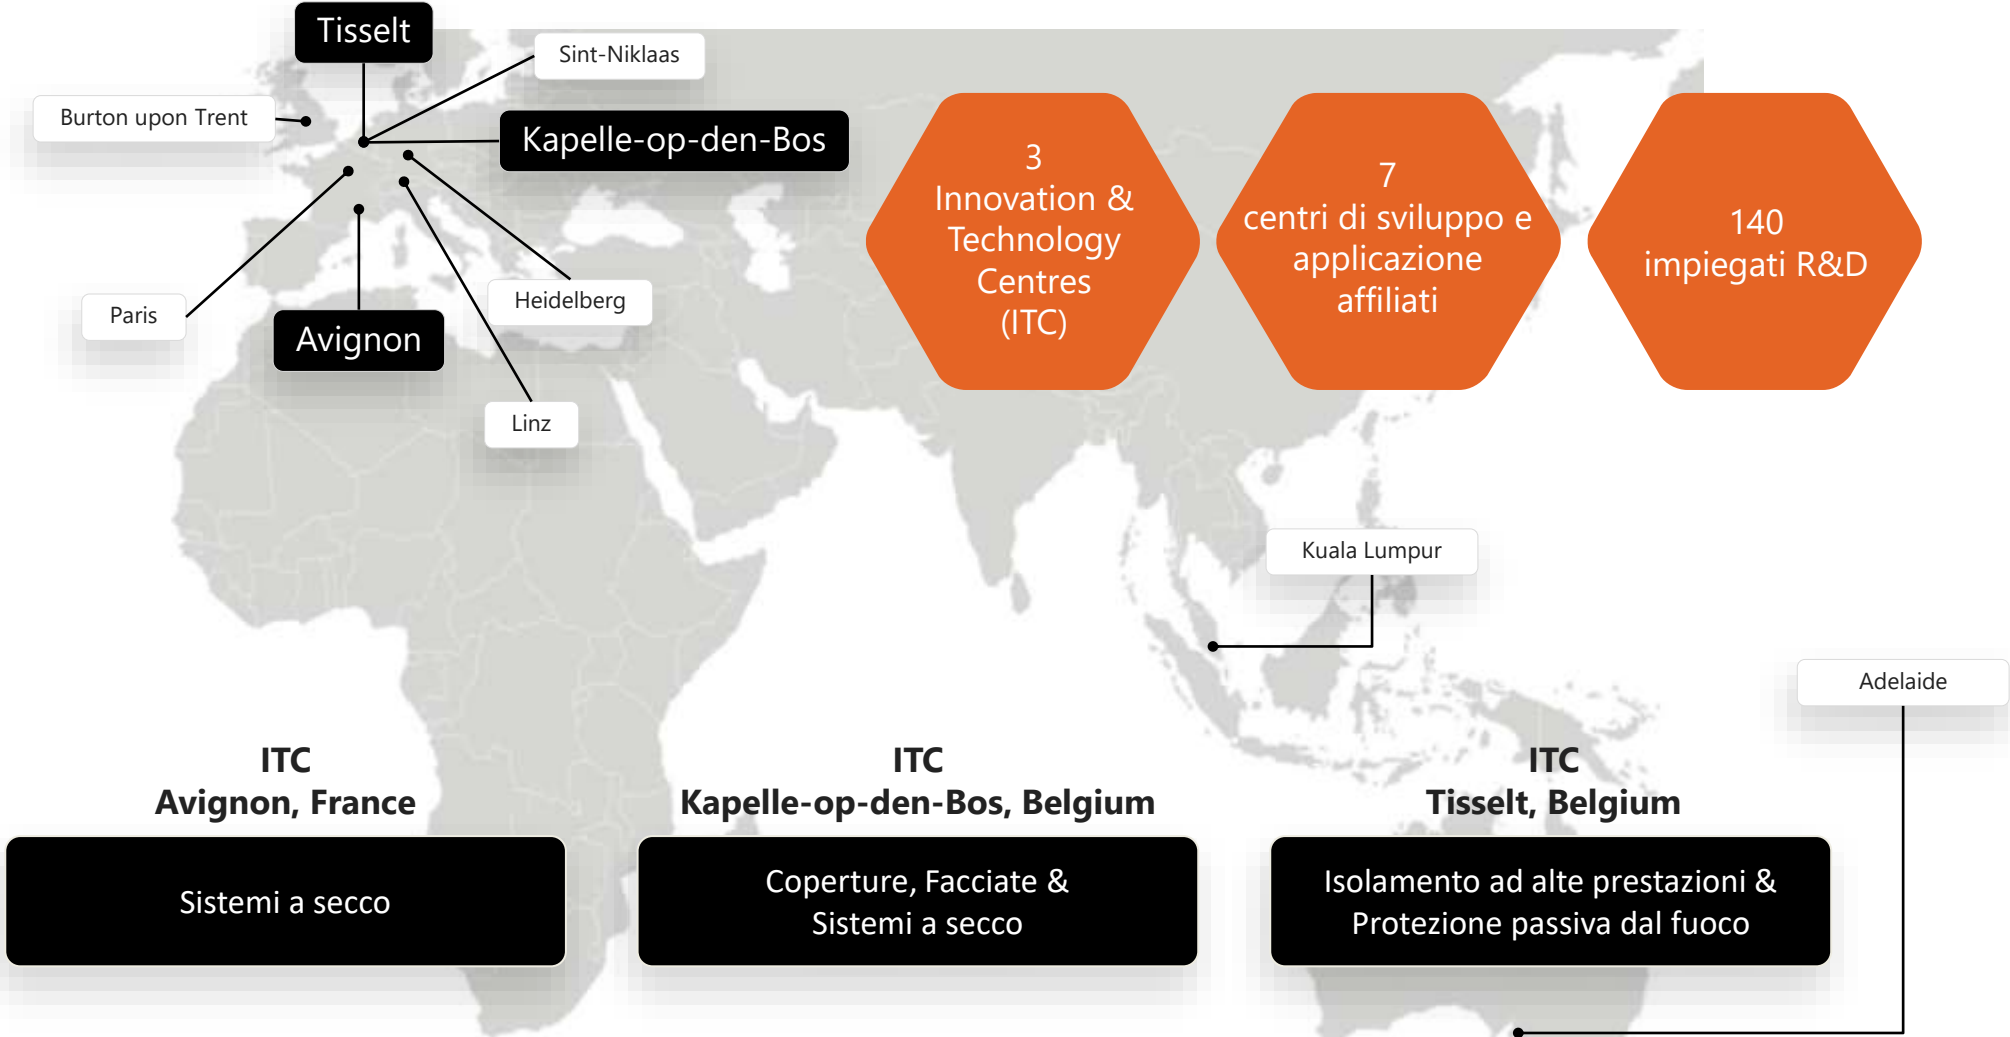 Tisselt
Sint-Niklaas
Burton upon Trent
Kapelle-op-den-Bos
Paris
Avignon
Heidelberg
Linz
3
Innovation &
Technology
Centres
(ITC)
7
centri di sviluppo e
applicazione
affiliati
140
impiegati R&D
Kuala Lumpur
Adelaide
ITC
Avignon, France
Sistemi a secco
ITC
Kapelle-op-den-Bos, Belgium
Coperture, Facciate &
Sistemi a secco
ITC
Tisselt, Belgium
Isolamento ad alte prestazioni &
Protezione passiva dal fuoco